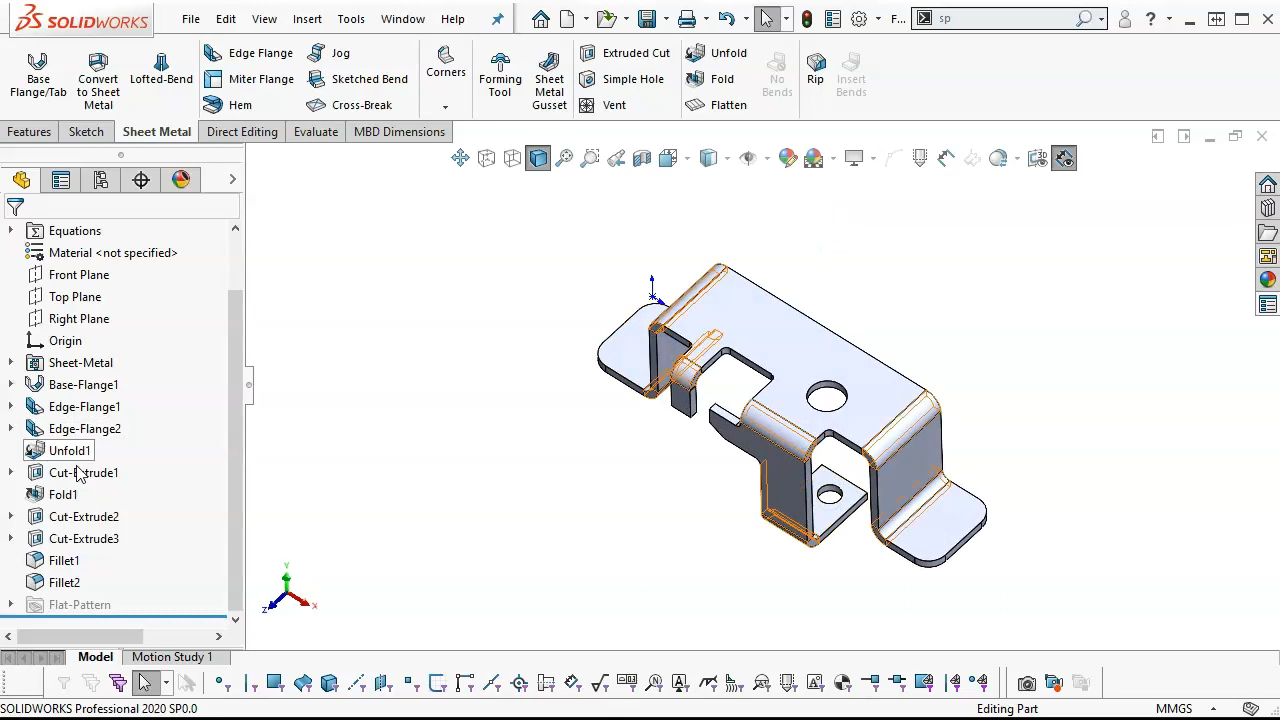 SOLIDWORKS File Edit View Insert Tools Window Help F... sp ?
Base Flange/Tab
Convert to Sheet Metal
Lofted-Bend
Edge Flange
Miter Flange
Hem
Jog
Sketched Bend
Cross-Break
Corners
Forming Tool
Sheet Metal Gusset
Extruded Cut
Simple Hole
Vent
Unfold
Fold
Flatten
No Bends
Rip
Insert Bends
Features Sketch Sheet Metal Direct Editing Evaluate MBD Dimensions
Equations
Material <not specified>
Front Plane
Top Plane
Right Plane
Origin
Sheet-Metal
Base-Flange1
Edge-Flange1
Edge-Flange2
Unfold1
Cut-Extrude1
Fold1
Cut-Extrude2
Cut-Extrude3
Fillet1
Fillet2
Flat-Pattern
Y
Z X
Model Motion Study 1
SOLIDWORKS Professional 2020 SP0.0 Editing Part MMGS